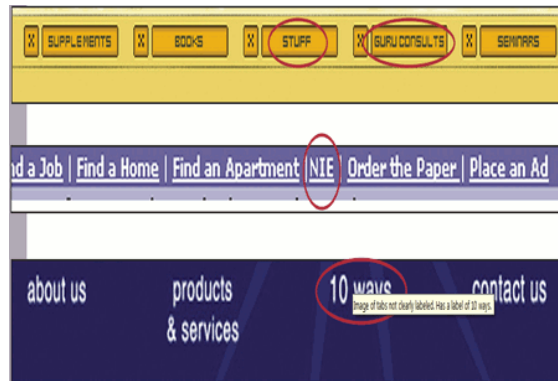 X SUPPLEMENTS X BOOKS X STUFF X GURU CONSULTS X SEMINARS
nd a Job | Find a Home | Find an Apartment | NIE | Order the Paper | Place an Ad
about us products & services 10 ways contact us
Image of tabs not clearly labeled. Has a label of 10 ways.